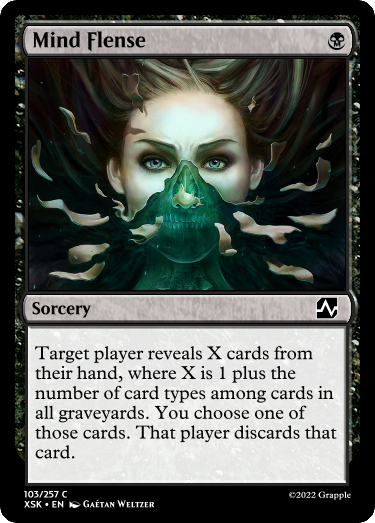 Mind Flense
Sorcery
Target player reveals X cards from
their hand, where X is 1 plus the
number of card types among cards in
all graveyards. You choose one of
those cards. That player discards that
card.
103/257 C
XSK • EN Gaétan Weltzer
©2022 Grapple